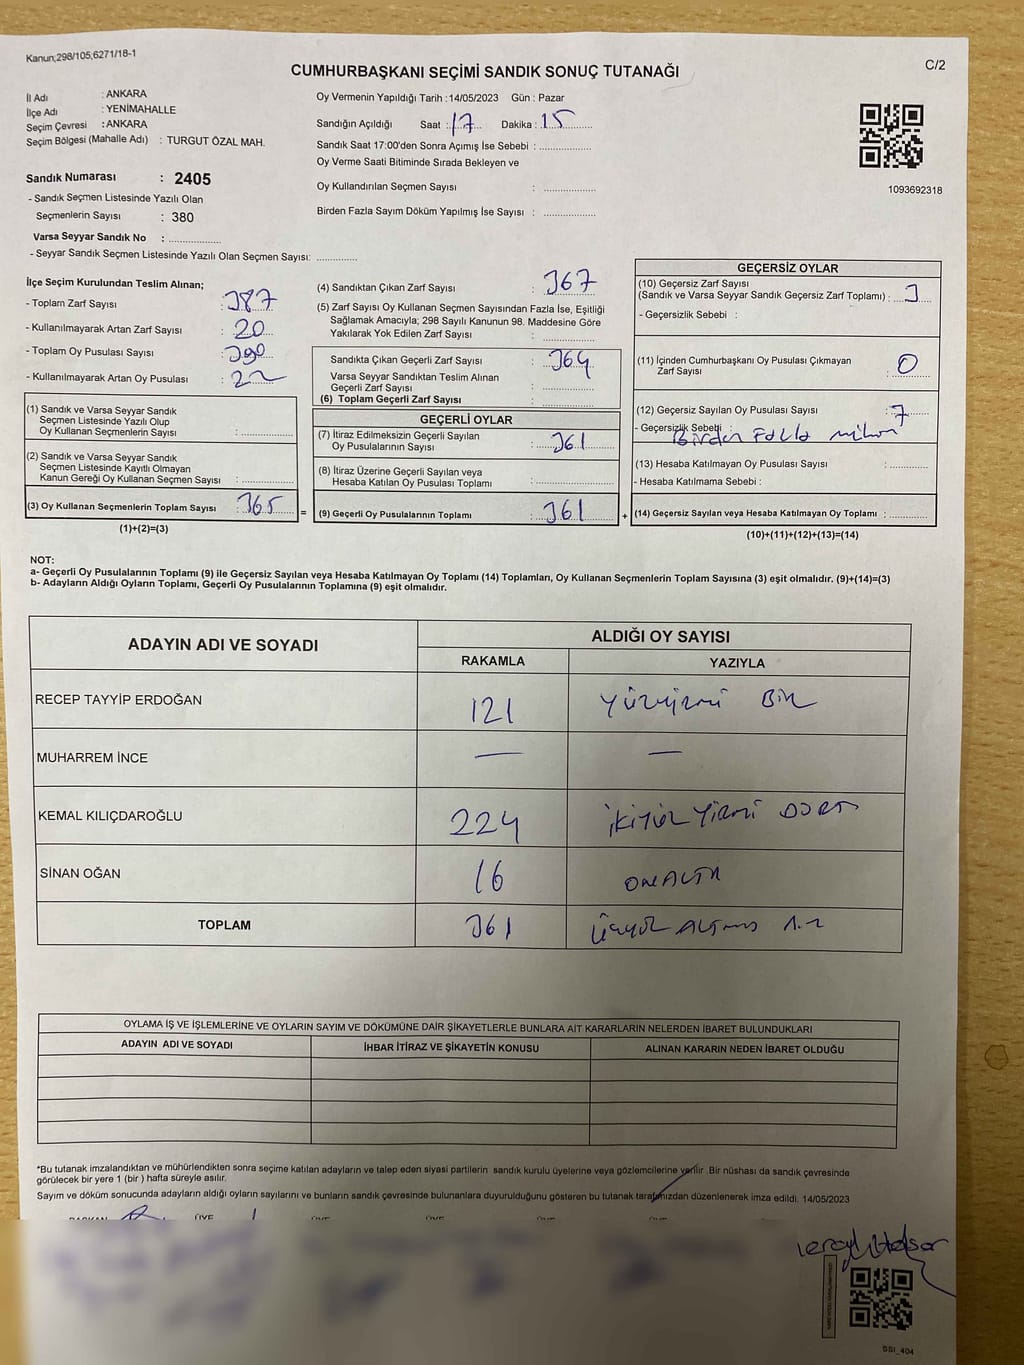 Kanun;298/105,6271/18-1
C/2
CUMHURBAŞKANI SEÇİMİ SANDIK SONUÇ TUTANAĞI
İl Adı : ANKARA
İlçe Adı : YENİMAHALLE
Seçim Çevresi : ANKARA
Seçim Bölgesi (Mahalle Adı) : TURGUT ÖZAL MAH.
Sandık Numarası : 2405
- Sandık Seçmen Listesinde Yazılı Olan
Seçmenlerin Sayısı : 380
Varsa Seyyar Sandık No : ..................
- Seyyar Sandık Seçmen Listesinde Yazılı Olan Seçmen Sayısı: ..............
Oy Vermenin Yapıldığı Tarih : 14/05/2023 Gün : Pazar
Sandığın Açıldığı Saat : 17 Dakika : 15
Sandık Saat 17:00'den Sonra Açımış İse Sebebi : ..................
Oy Verme Saati Bitiminde Sırada Bekleyen ve
Oy Kullandırılan Seçmen Sayısı : ..................
Birden Fazla Sayım Döküm Yapılmış İse Sayısı : ..................
1093692318
İlçe Seçim Kurulundan Teslim Alınan;
- Toplam Zarf Sayısı : 387
- Kullanılmayarak Artan Zarf Sayısı : 20
- Toplam Oy Pusulası Sayısı : 390
- Kullanılmayarak Artan Oy Pusulası : 22
(1) Sandık ve Varsa Seyyar Sandık
Seçmen Listesinde Yazılı Olup
Oy Kullanan Seçmenlerin Sayısı : ..................
(2) Sandık ve Varsa Seyyar Sandık
Seçmen Listesinde Kayıtlı Olmayan
Kanun Gereği Oy Kullanan Seçmen Sayısı : ..................
(3) Oy Kullanan Seçmenlerin Toplam Sayısı : 365
(1)+(2)=(3)
=
(4) Sandıktan Çıkan Zarf Sayısı : 367
(5) Zarf Sayısı Oy Kullanan Seçmen Sayısından Fazla İse, Eşitliği
Sağlamak Amacıyla; 298 Sayılı Kanunun 98. Maddesine Göre
Yakılarak Yok Edilen Zarf Sayısı : ..................
Sandıkta Çıkan Geçerli Zarf Sayısı : 364
Varsa Seyyar Sandıktan Teslim Alınan
Geçerli Zarf Sayısı : ..................
(6) Toplam Geçerli Zarf Sayısı : ..................
GEÇERLİ OYLAR
(7) İtiraz Edilmeksizin Geçerli Sayılan
Oy Pusulalarının Sayısı : 361
(8) İtiraz Üzerine Geçerli Sayılan veya
Hesaba Katılan Oy Pusulası Toplamı : ..................
(9) Geçerli Oy Pusulalarının Toplamı : 361
+
GEÇERSİZ OYLAR
(10) Geçersiz Zarf Sayısı
(Sandık ve Varsa Seyyar Sandık Geçersiz Zarf Toplamı) : 3
- Geçersizlik Sebebi :
(11) İçinden Cumhurbaşkanı Oy Pusulası Çıkmayan
Zarf Sayısı : 0
(12) Geçersiz Sayılan Oy Pusulası Sayısı : 7
- Geçersizlik Sebebi : Birden Fazla mühür
(13) Hesaba Katılmayan Oy Pusulası Sayısı : ..................
- Hesaba Katılmama Sebebi :
(14) Geçersiz Sayılan veya Hesaba Katılmayan Oy Toplamı : ..................
(10)+(11)+(12)+(13)=(14)
NOT:
a- Geçerli Oy Pusulalarının Toplamı (9) ile Geçersiz Sayılan veya Hesaba Katılmayan Oy Toplamı (14) Toplamları, Oy Kullanan Seçmenlerin Toplam Sayısına (3) eşit olmalıdır. (9)+(14)=(3)
b- Adayların Aldığı Oyların Toplamı, Geçerli Oy Pusulalarının Toplamına (9) eşit olmalıdır.
ADAYIN ADI VE SOYADI ALDIĞI OY SAYISI
RAKAMLA YAZIYLA
RECEP TAYYİP ERDOĞAN 121 Yüzyirmi Bir
MUHARREM İNCE — —
KEMAL KILIÇDAROĞLU 224 ikiyüz Yirmi DÖRT
SİNAN OĞAN 16 ONALTI
TOPLAM 361 Üçyüz ALTMIŞ Bir
OYLAMA İŞ VE İŞLEMLERİNE VE OYLARIN SAYIM VE DÖKÜMÜNE DAİR ŞİKAYETLERLE BUNLARA AİT KARARLARIN NELERDEN İBARET BULUNDUKLARI
ADAYIN ADI VE SOYADI İHBAR İTİRAZ VE ŞİKAYETİN KONUSU ALINAN KARARIN NEDEN İBARET OLDUĞU
*Bu tutanak imzalandıktan ve mühürlendikten sonra seçime katılan adayların ve talep eden siyasi partilerin sandık kurulu üyelerine veya gözlemcilerine verilir .Bir nüshası da sandık çevresinde
görülecek bir yere 1 (bir ) hafta süreyle asılır.
Sayım ve döküm sonucunda adayların aldığı oyların sayılarını ve bunların sandık çevresinde bulunanlara duyurulduğunu gösteren bu tutanak tarafımızdan düzenlenerek imza edildi. 14/05/2023
BAŞKAN ÜYE ÜYE ÜYE ÜYE ÜYE
SSI_404